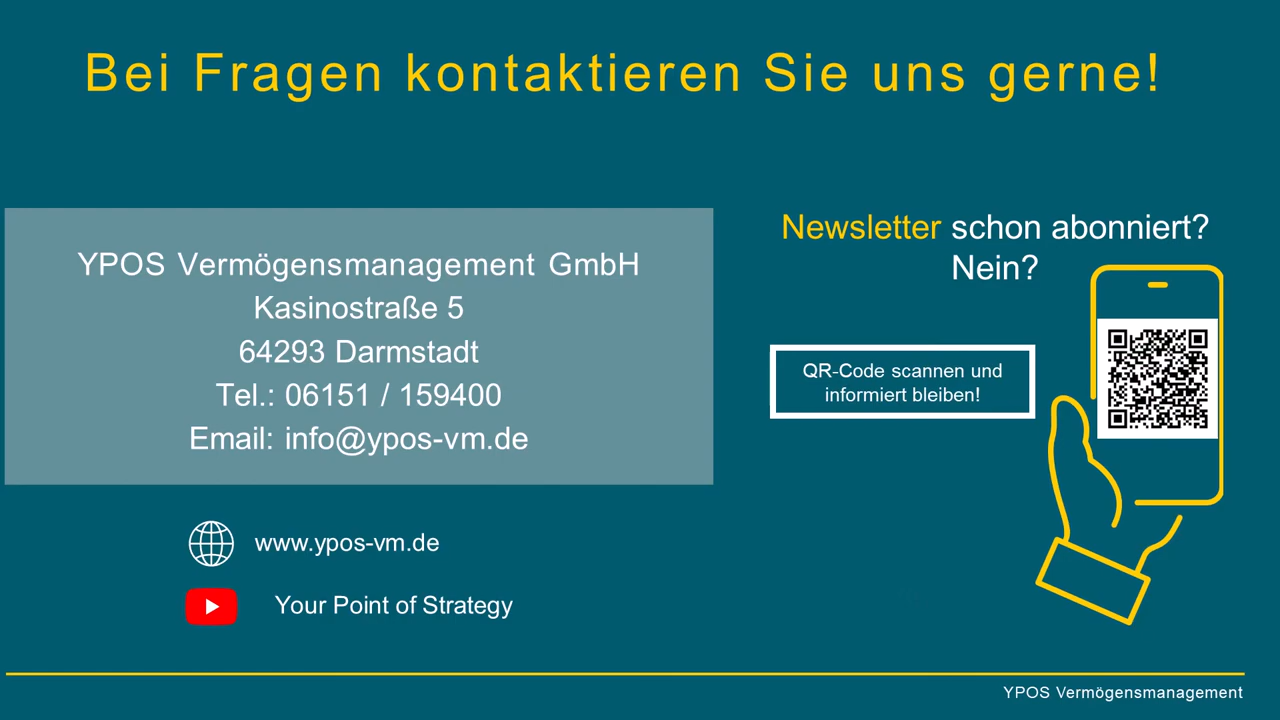 Bei Fragen kontaktieren Sie uns gerne!
YPOS Vermögensmanagement GmbH
Kasinostraße 5
64293 Darmstadt
Tel.: 06151 / 159400
Email: info@ypos-vm.de
www.ypos-vm.de
Your Point of Strategy
Newsletter schon abonniert?
Nein?
QR-Code scannen und
informiert bleiben!
YPOS Vermögensmanagement